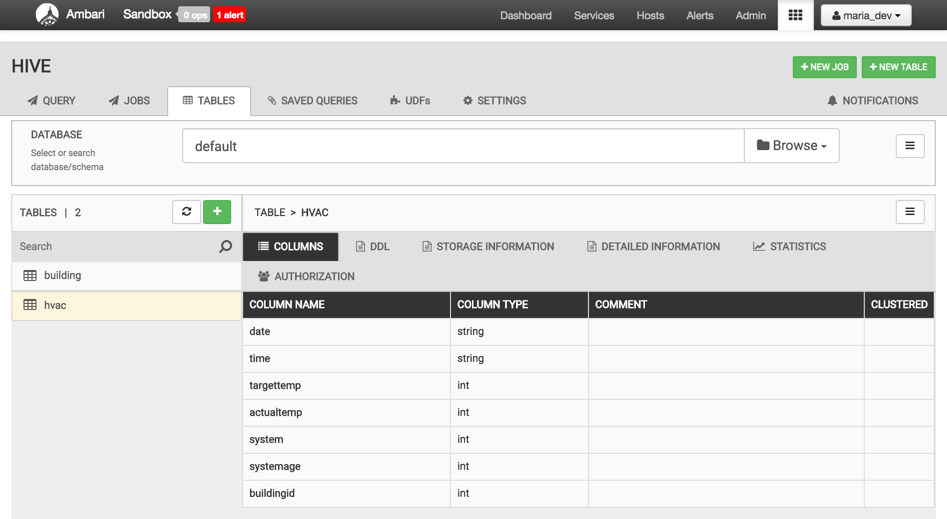 Ambari Sandbox 0 ops 1 alert Dashboard Services Hosts Alerts Admin maria_dev
HIVE
+ NEW JOB + NEW TABLE
QUERY JOBS TABLES SAVED QUERIES UDFs SETTINGS NOTIFICATIONS
DATABASE
Select or search
database/schema
default
Browse
TABLES | 2
Search
building
hvac
TABLE > HVAC
COLUMNS DDL STORAGE INFORMATION DETAILED INFORMATION STATISTICS
AUTHORIZATION
COLUMN NAME COLUMN TYPE COMMENT CLUSTERED
date string
time string
targettemp int
actualtemp int
system int
systemage int
buildingid int